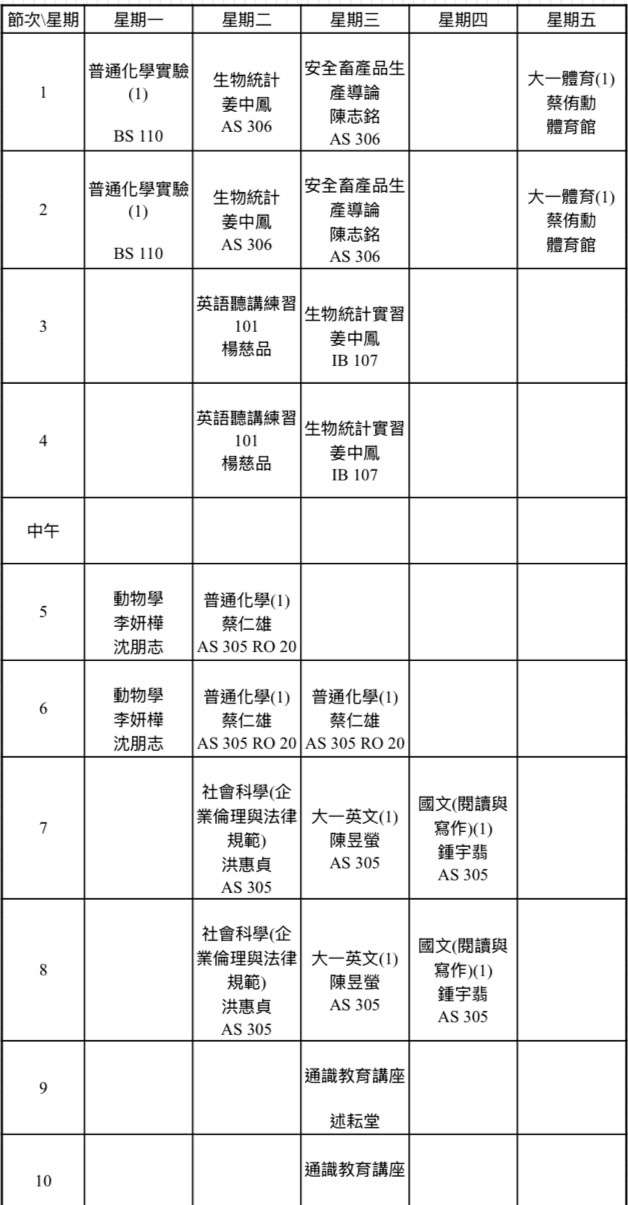 節次\星期 星期一 星期二 星期三 星期四 星期五
1
普通化學實驗
(1)
BS 110
生物統計
姜中鳳
AS 306
安全畜產品生
產導論
陳志銘
AS 306
大一體育(1)
蔡侑勳
體育館
2
普通化學實驗
(1)
BS 110
生物統計
姜中鳳
AS 306
安全畜產品生
產導論
陳志銘
AS 306
大一體育(1)
蔡侑勳
體育館
3
英語聽講練習
101
楊慈品
生物統計實習
姜中鳳
IB 107
4
英語聽講練習
101
楊慈品
生物統計實習
姜中鳳
IB 107
中午
5
動物學
李妍樺
沈朋志
普通化學(1)
蔡仁雄
AS 305 RO 20
6
動物學
李妍樺
沈朋志
普通化學(1)
蔡仁雄
AS 305 RO 20
普通化學(1)
蔡仁雄
AS 305 RO 20
7
社會科學(企
業倫理與法律
規範)
洪惠貞
AS 305
大一英文(1)
陳昱螢
AS 305
國文(閱讀與
寫作)(1)
鍾宇翡
AS 305
8
社會科學(企
業倫理與法律
規範)
洪惠貞
AS 305
大一英文(1)
陳昱螢
AS 305
國文(閱讀與
寫作)(1)
鍾宇翡
AS 305
9
通識教育講座
述耘堂
10
通識教育講座